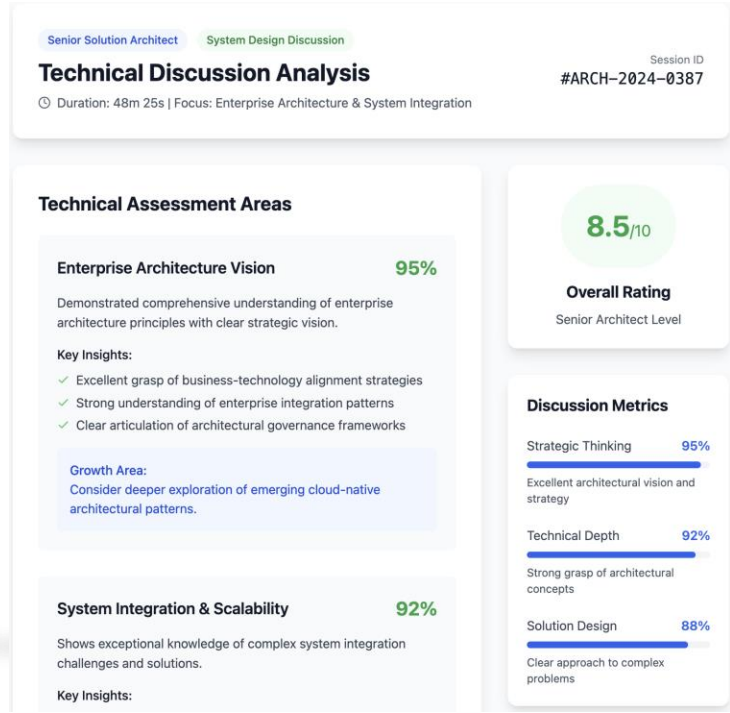 Senior Solution Architect
System Design Discussion
Technical Discussion Analysis
Duration: 48m 25s | Focus: Enterprise Architecture & System Integration
Session ID
#ARCH-2024-0387
Technical Assessment Areas
Enterprise Architecture Vision
95%
Demonstrated comprehensive understanding of enterprise
architecture principles with clear strategic vision.
Key Insights:
Excellent grasp of business-technology alignment strategies
Strong understanding of enterprise integration patterns
Clear articulation of architectural governance frameworks
Growth Area:
Consider deeper exploration of emerging cloud-native
architectural patterns.
System Integration & Scalability
92%
Shows exceptional knowledge of complex system integration
challenges and solutions.
Key Insights:
8.5/10
Overall Rating
Senior Architect Level
Discussion Metrics
Strategic Thinking
95%
Excellent architectural vision and
strategy
Technical Depth
92%
Strong grasp of architectural
concepts
Solution Design
88%
Clear approach to complex
problems